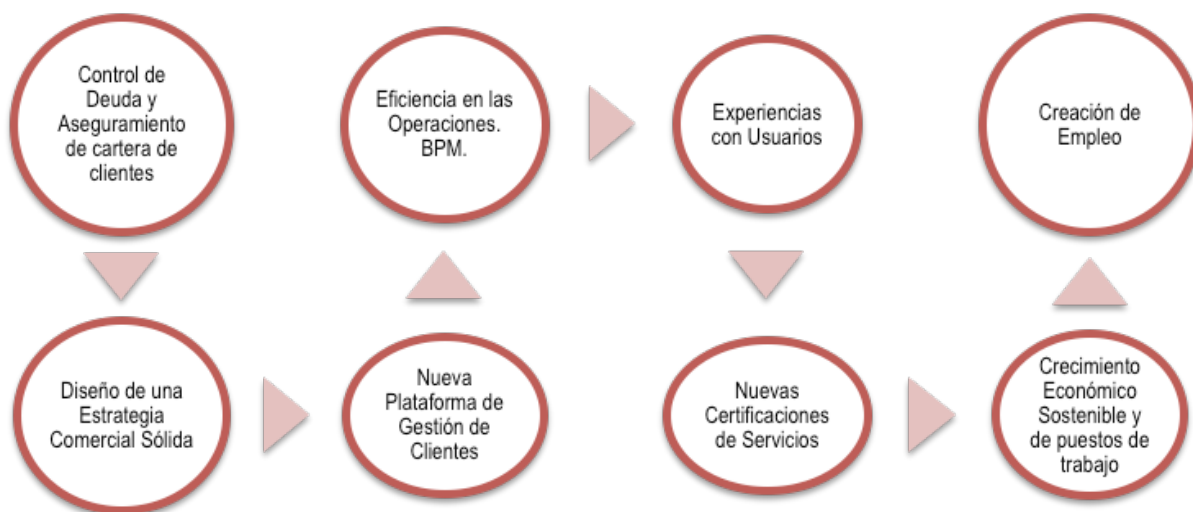 Control de
Deuda y
Aseguramiento
de cartera de
clientes
Diseño de una
Estrategia
Comercial Sólida
Nueva
Plataforma de
Gestión de
Clientes
Eficiencia en las
Operaciones.
BPM.
Experiencias
con Usuarios
Nuevas
Certificaciones
de Servicios
Crecimiento
Económico
Sostenible y
de puestos de
trabajo
Creación de
Empleo